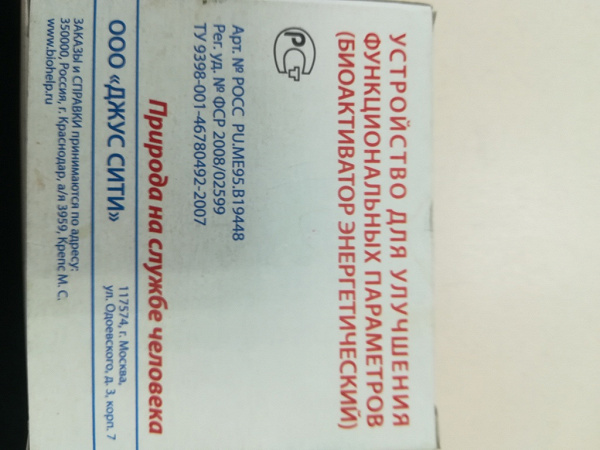 УСТРОЙСТВО ДЛЯ УЛУЧШЕНИЯ
ФУНКЦИОНАЛЬНЫХ ПАРАМЕТРОВ
(БИОАКТИВАТОР ЭНЕРГЕТИЧЕСКИЙ)
РСТ
Арт. № РОСС PU.ME95.B19448
Рег. уд. № ФСР 2008/02599
ТУ 9398-001-46780492-2007
Природа на службе человека
ООО «ДЖУС СИТИ»
117574, г. Москва,
ул. Одоевского, д. 3, корп. 7
ЗАКАЗЫ и СПРАВКИ принимаются по адресу:
350000, Россия, г. Краснодар, а/я 3959, Крепс М. С.
www.biohelp.ru